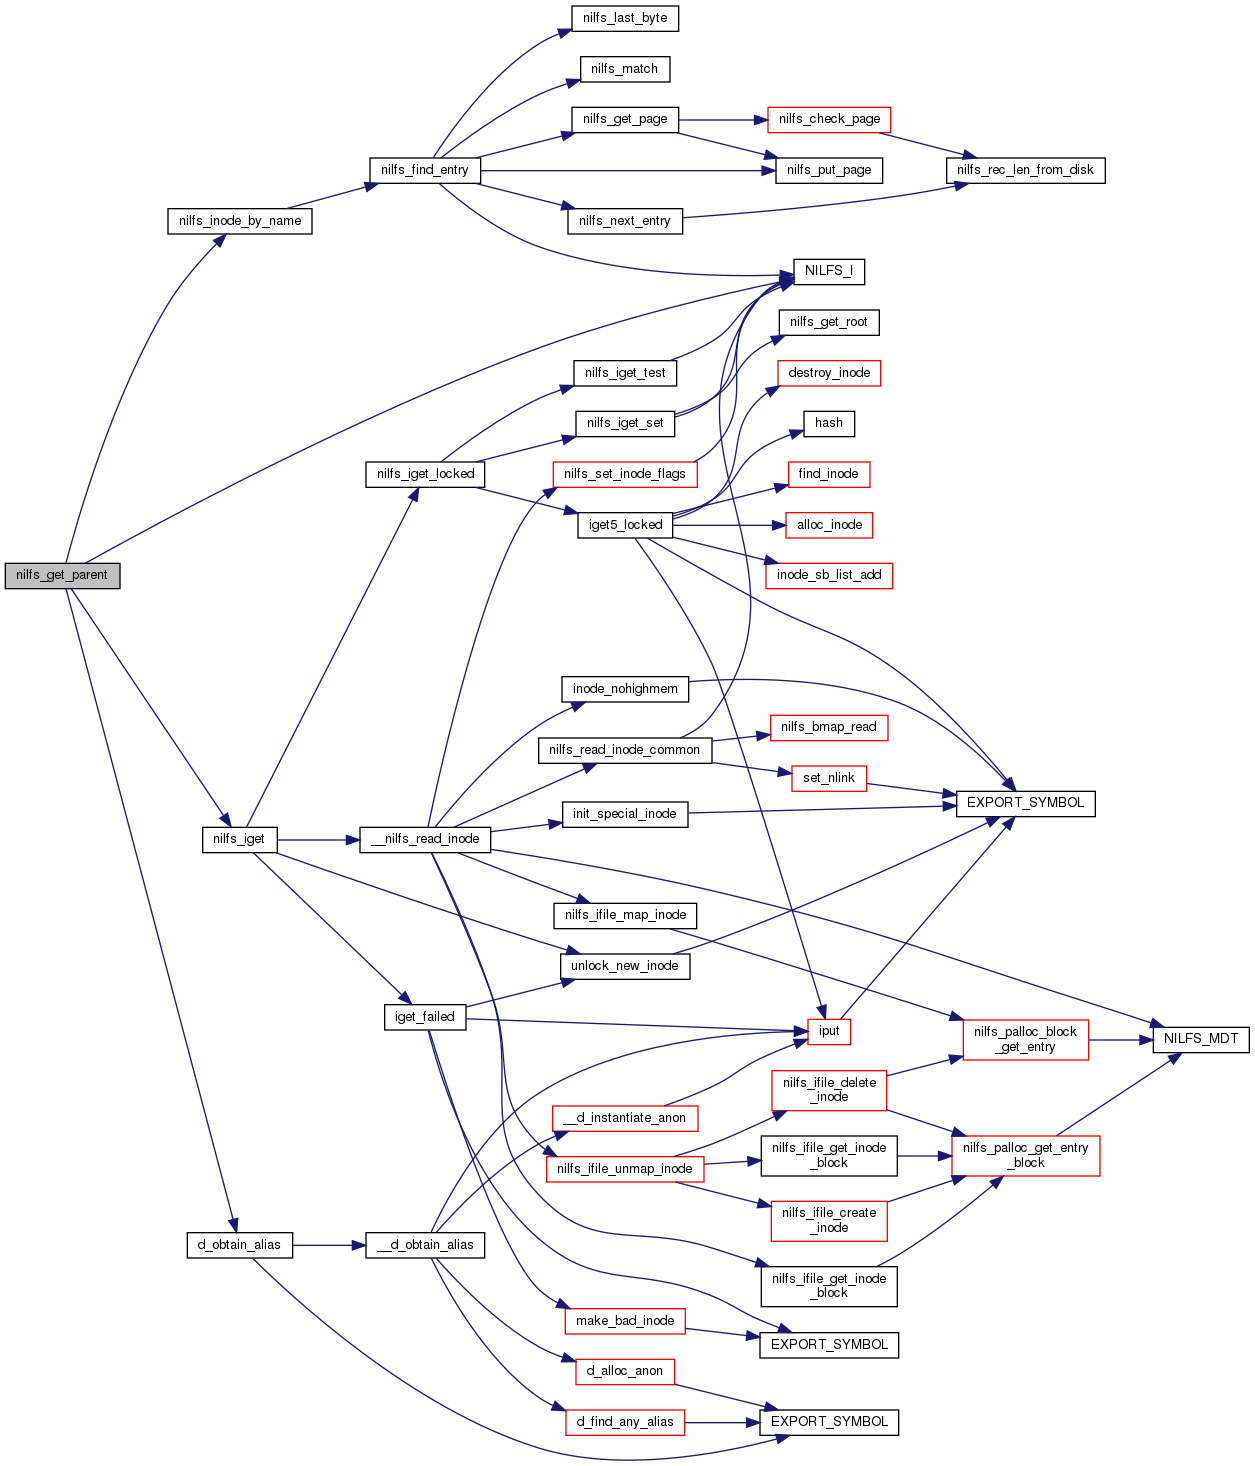 nilfs_last_byte
nilfs_match
nilfs_get_page
nilfs_check_page
nilfs_find_entry
nilfs_put_page
nilfs_rec_len_from_disk
nilfs_inode_by_name
nilfs_next_entry
NILFS_I
nilfs_get_root
nilfs_iget_test
destroy_inode
nilfs_iget_set
hash
nilfs_iget_locked
nilfs_set_inode_flags
find_inode
iget5_locked
alloc_inode
nilfs_get_parent
inode_sb_list_add
inode_nohighmem
nilfs_bmap_read
nilfs_read_inode_common
set_nlink
EXPORT_SYMBOL
init_special_inode
nilfs_iget
__nilfs_read_inode
nilfs_ifile_map_inode
unlock_new_inode
iget_failed
iput
nilfs_palloc_block
_get_entry
NILFS_MDT
nilfs_ifile_delete
_inode
__d_instantiate_anon
nilfs_ifile_unmap_inode
nilfs_ifile_get_inode
_block
nilfs_palloc_get_entry
_block
nilfs_ifile_create
_inode
d_obtain_alias
__d_obtain_alias
nilfs_ifile_get_inode
_block
make_bad_inode
EXPORT_SYMBOL
d_alloc_anon
d_find_any_alias
EXPORT_SYMBOL